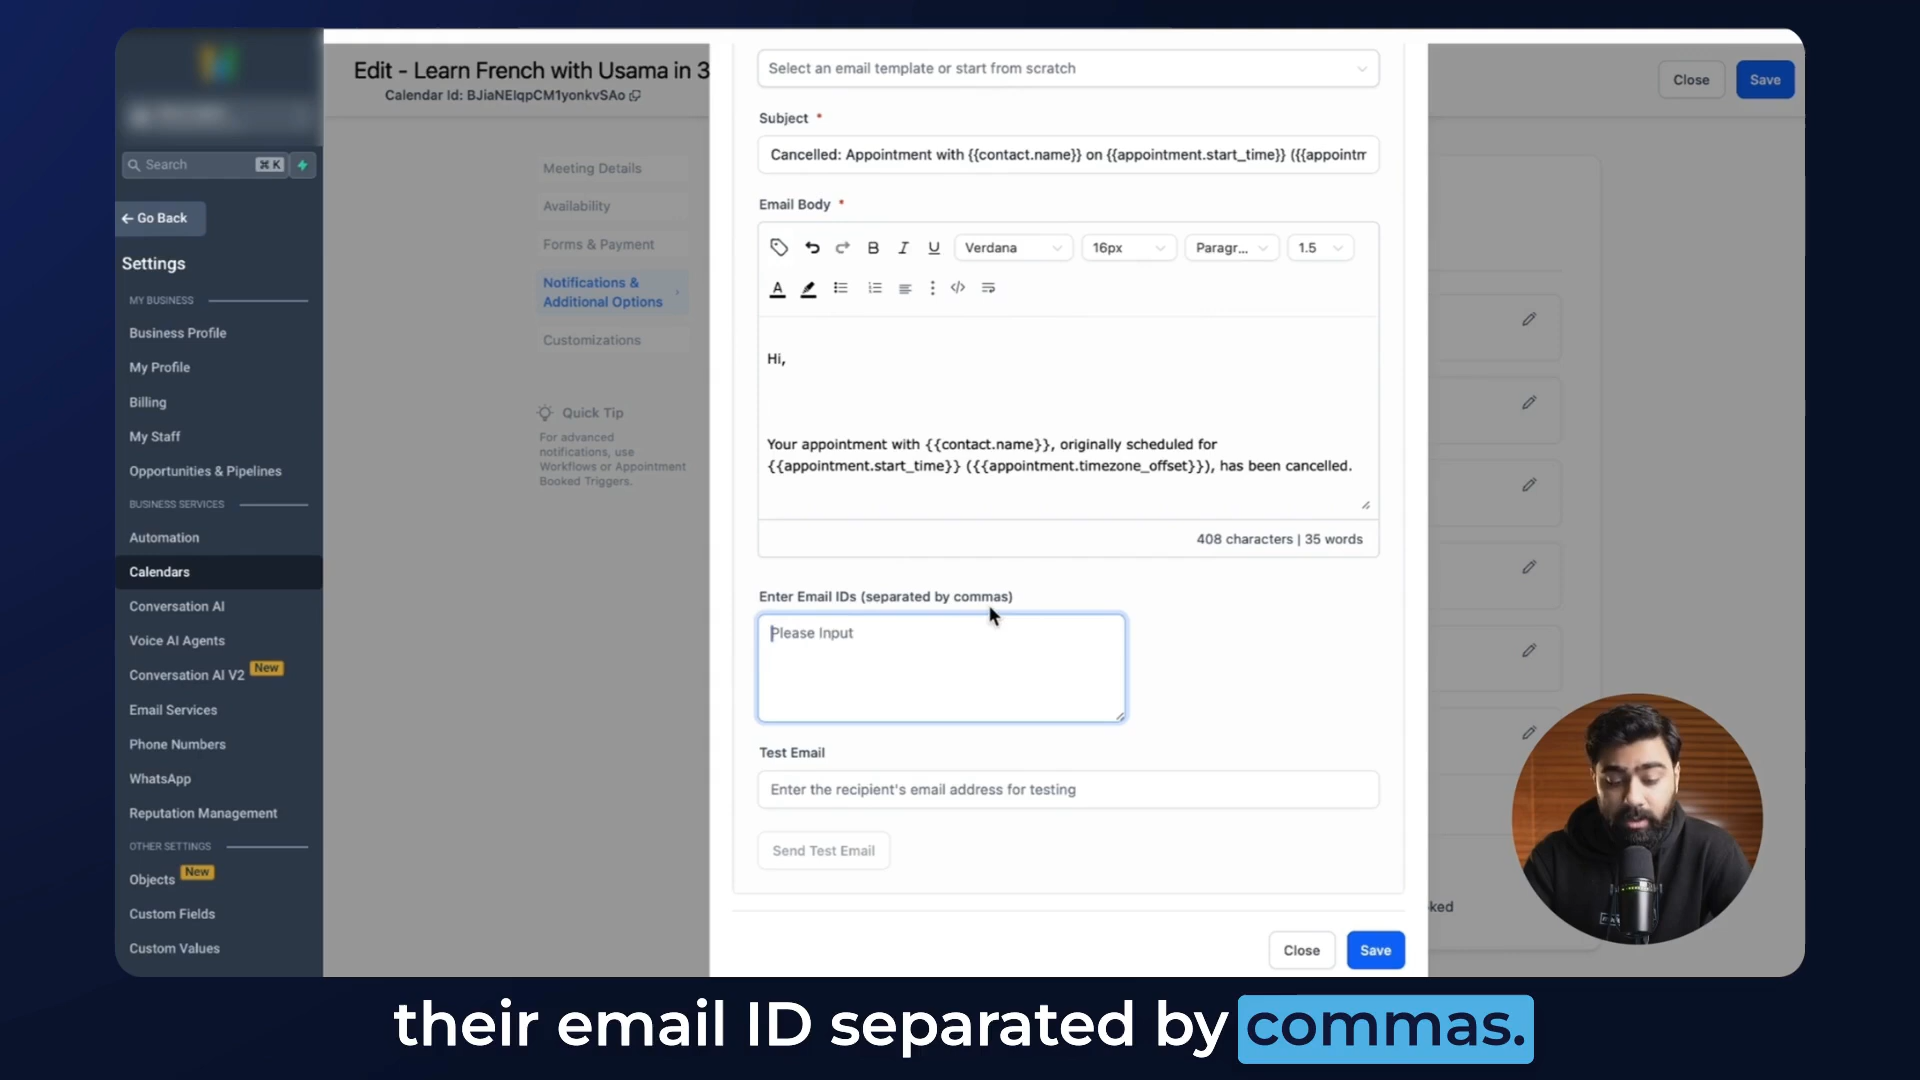 Search
⌘ K
Go Back
Settings
MY BUSINESS
Business Profile
My Profile
Billing
My Staff
Opportunities & Pipelines
BUSINESS SERVICES
Automation
Calendars
Conversation AI
Voice AI Agents
Conversation AI V2 New
Email Services
Phone Numbers
WhatsApp
Reputation Management
OTHER SETTINGS
Objects New
Custom Fields
Custom Values
Edit - Learn French with Usama in 3
Calendar Id: BJiaNEIqpCM1yonkvSAo
Close
Save
Meeting Details
Availability
Forms & Payment
Notifications &
Additional Options
Customizations
Quick Tip
For advanced
notifications, use
Workflows or Appointment
Booked Triggers.
Select an email template or start from scratch
Subject *
Cancelled: Appointment with {{contact.name}} on {{appointment.start_time}} ({{appointm
Email Body *
B I U Verdana 16px Paragr... 1.5
A
Hi,
Your appointment with {{contact.name}}, originally scheduled for
{{appointment.start_time}} ({{appointment.timezone_offset}}), has been cancelled.
408 characters | 35 words
Enter Email IDs (separated by commas)
Please Input
Test Email
Enter the recipient's email address for testing
Send Test Email
Close
Save
ked
their email ID separated by commas.